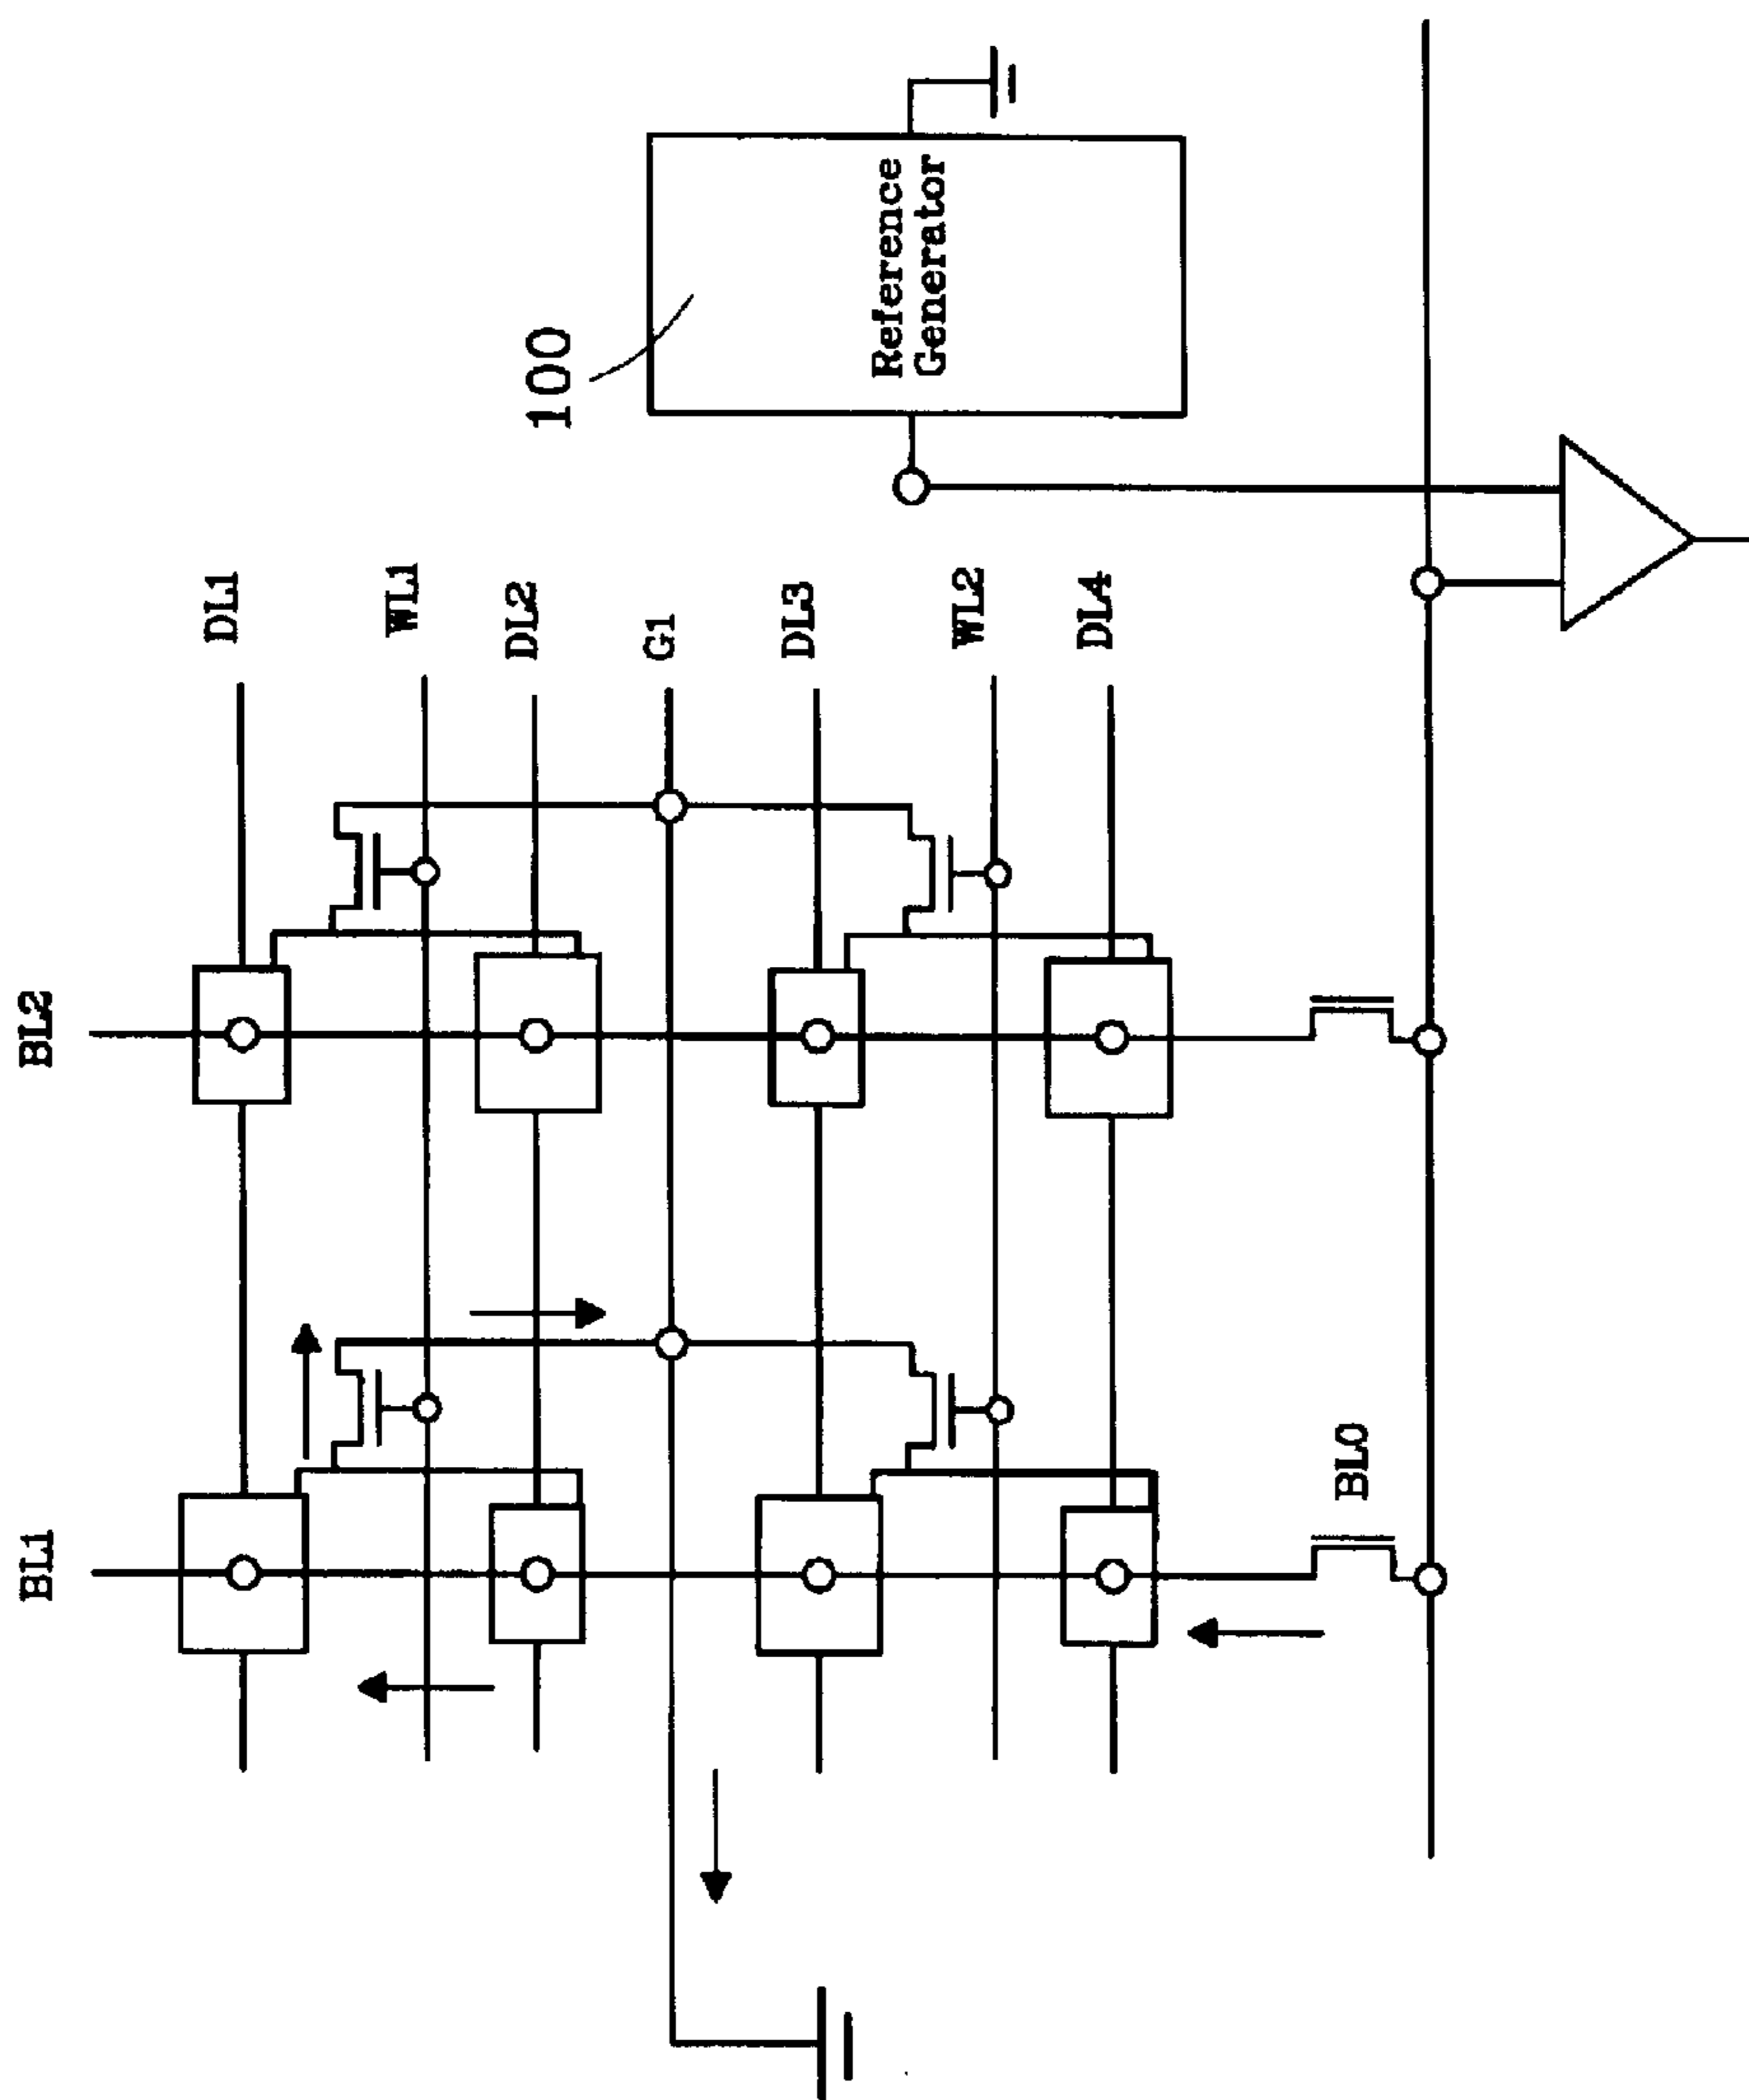 BL1
BL2
DL1
WL1
DL2
G1
DL3
WL2
DL4
BL0
100
Reference
Generator